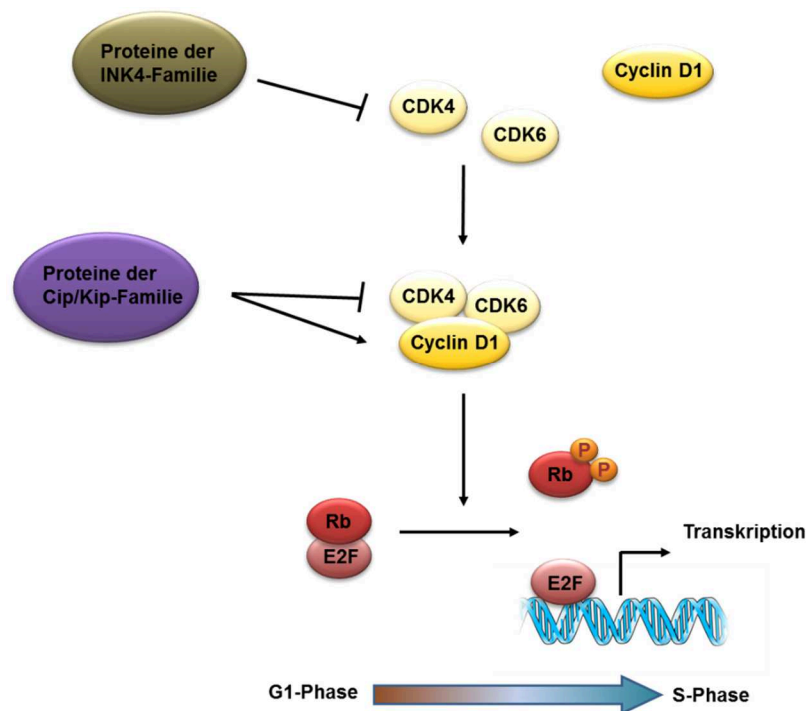 Proteine der
INK4-Familie
Cyclin D1
CDK4
CDK6
Proteine der
Cip/Kip-Familie
CDK4
CDK6
Cyclin D1
P
P
Rb
Rb
E2F
Transkription
E2F
G1-Phase
S-Phase